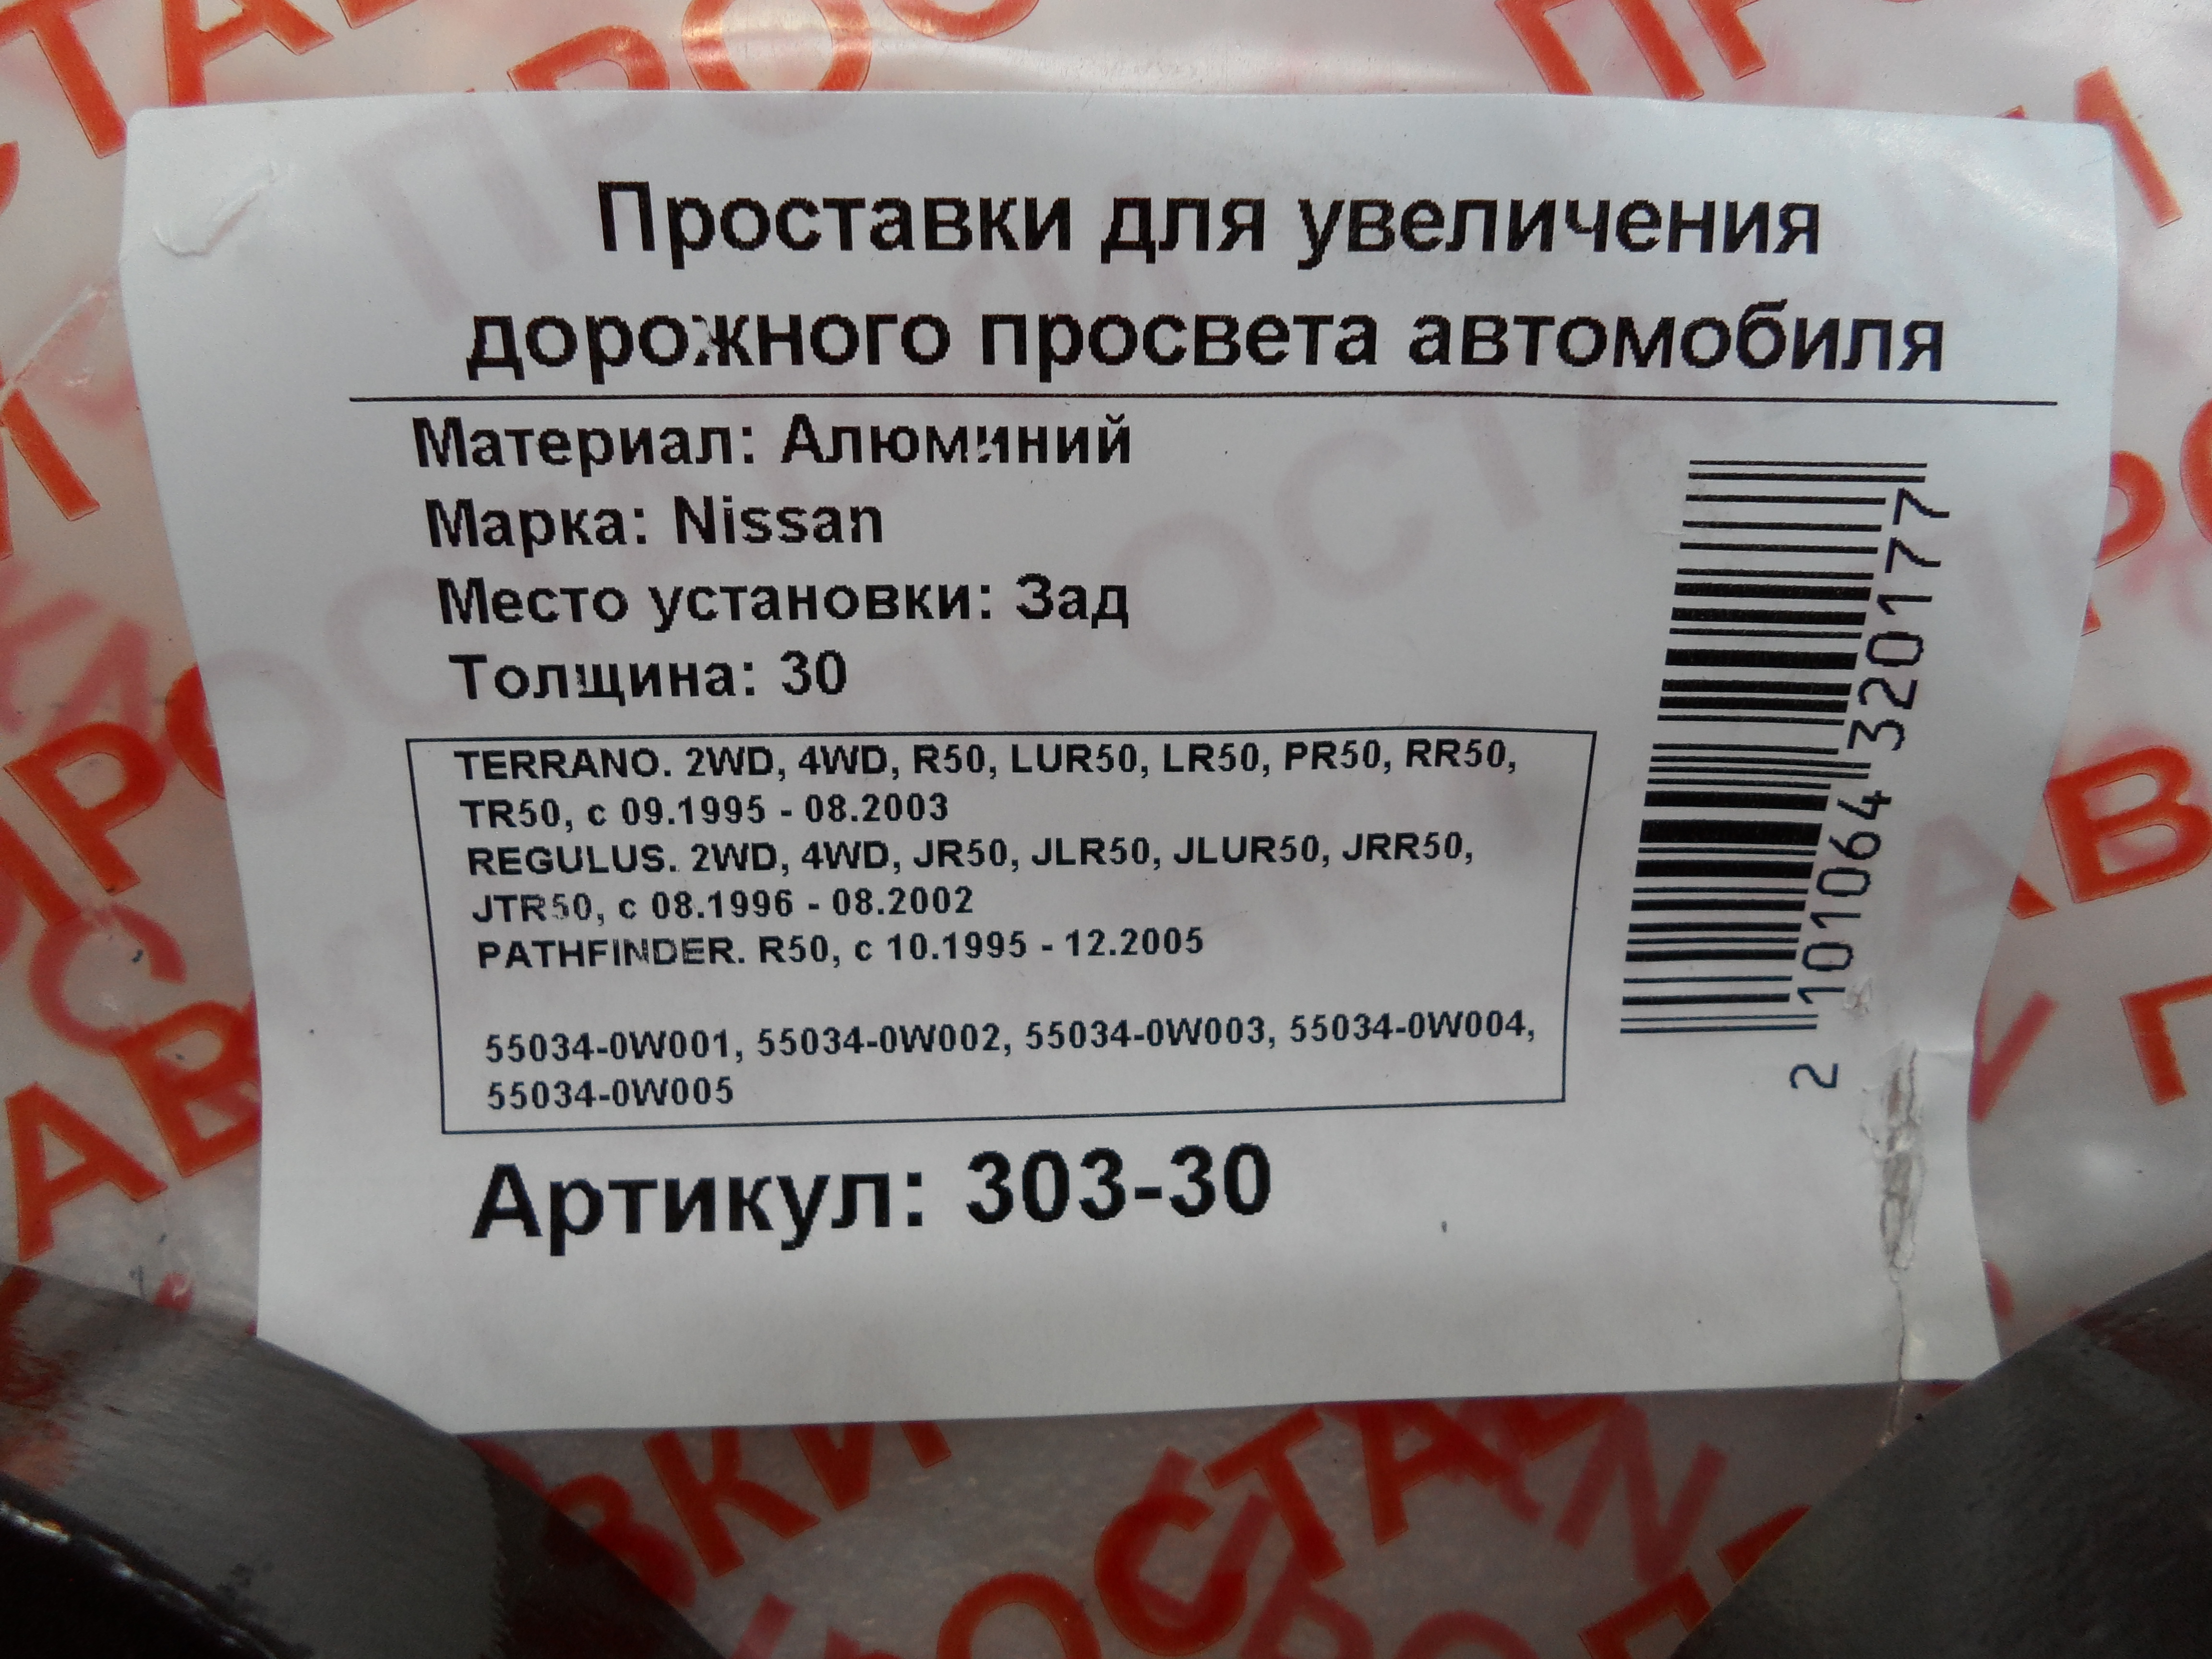 Проставки для увеличения
дорожного просвета автомобиля
Материал: Алюминий
Марка: Nissan
Место установки: Зад
Толщина: 30
TERRANO. 2WD, 4WD, R50, LUR50, LR50, PR50, RR50,
TR50, с 09.1995 - 08.2003
REGULUS. 2WD, 4WD, JR50, JLR50, JLUR50, JRR50,
JTR50, с 08.1996 - 08.2002
PATHFINDER. R50, с 10.1995 - 12.2005
55034-0W001, 55034-0W002, 55034-0W003, 55034-0W004,
55034-0W005
Артикул: 303-30
2 101064 320177